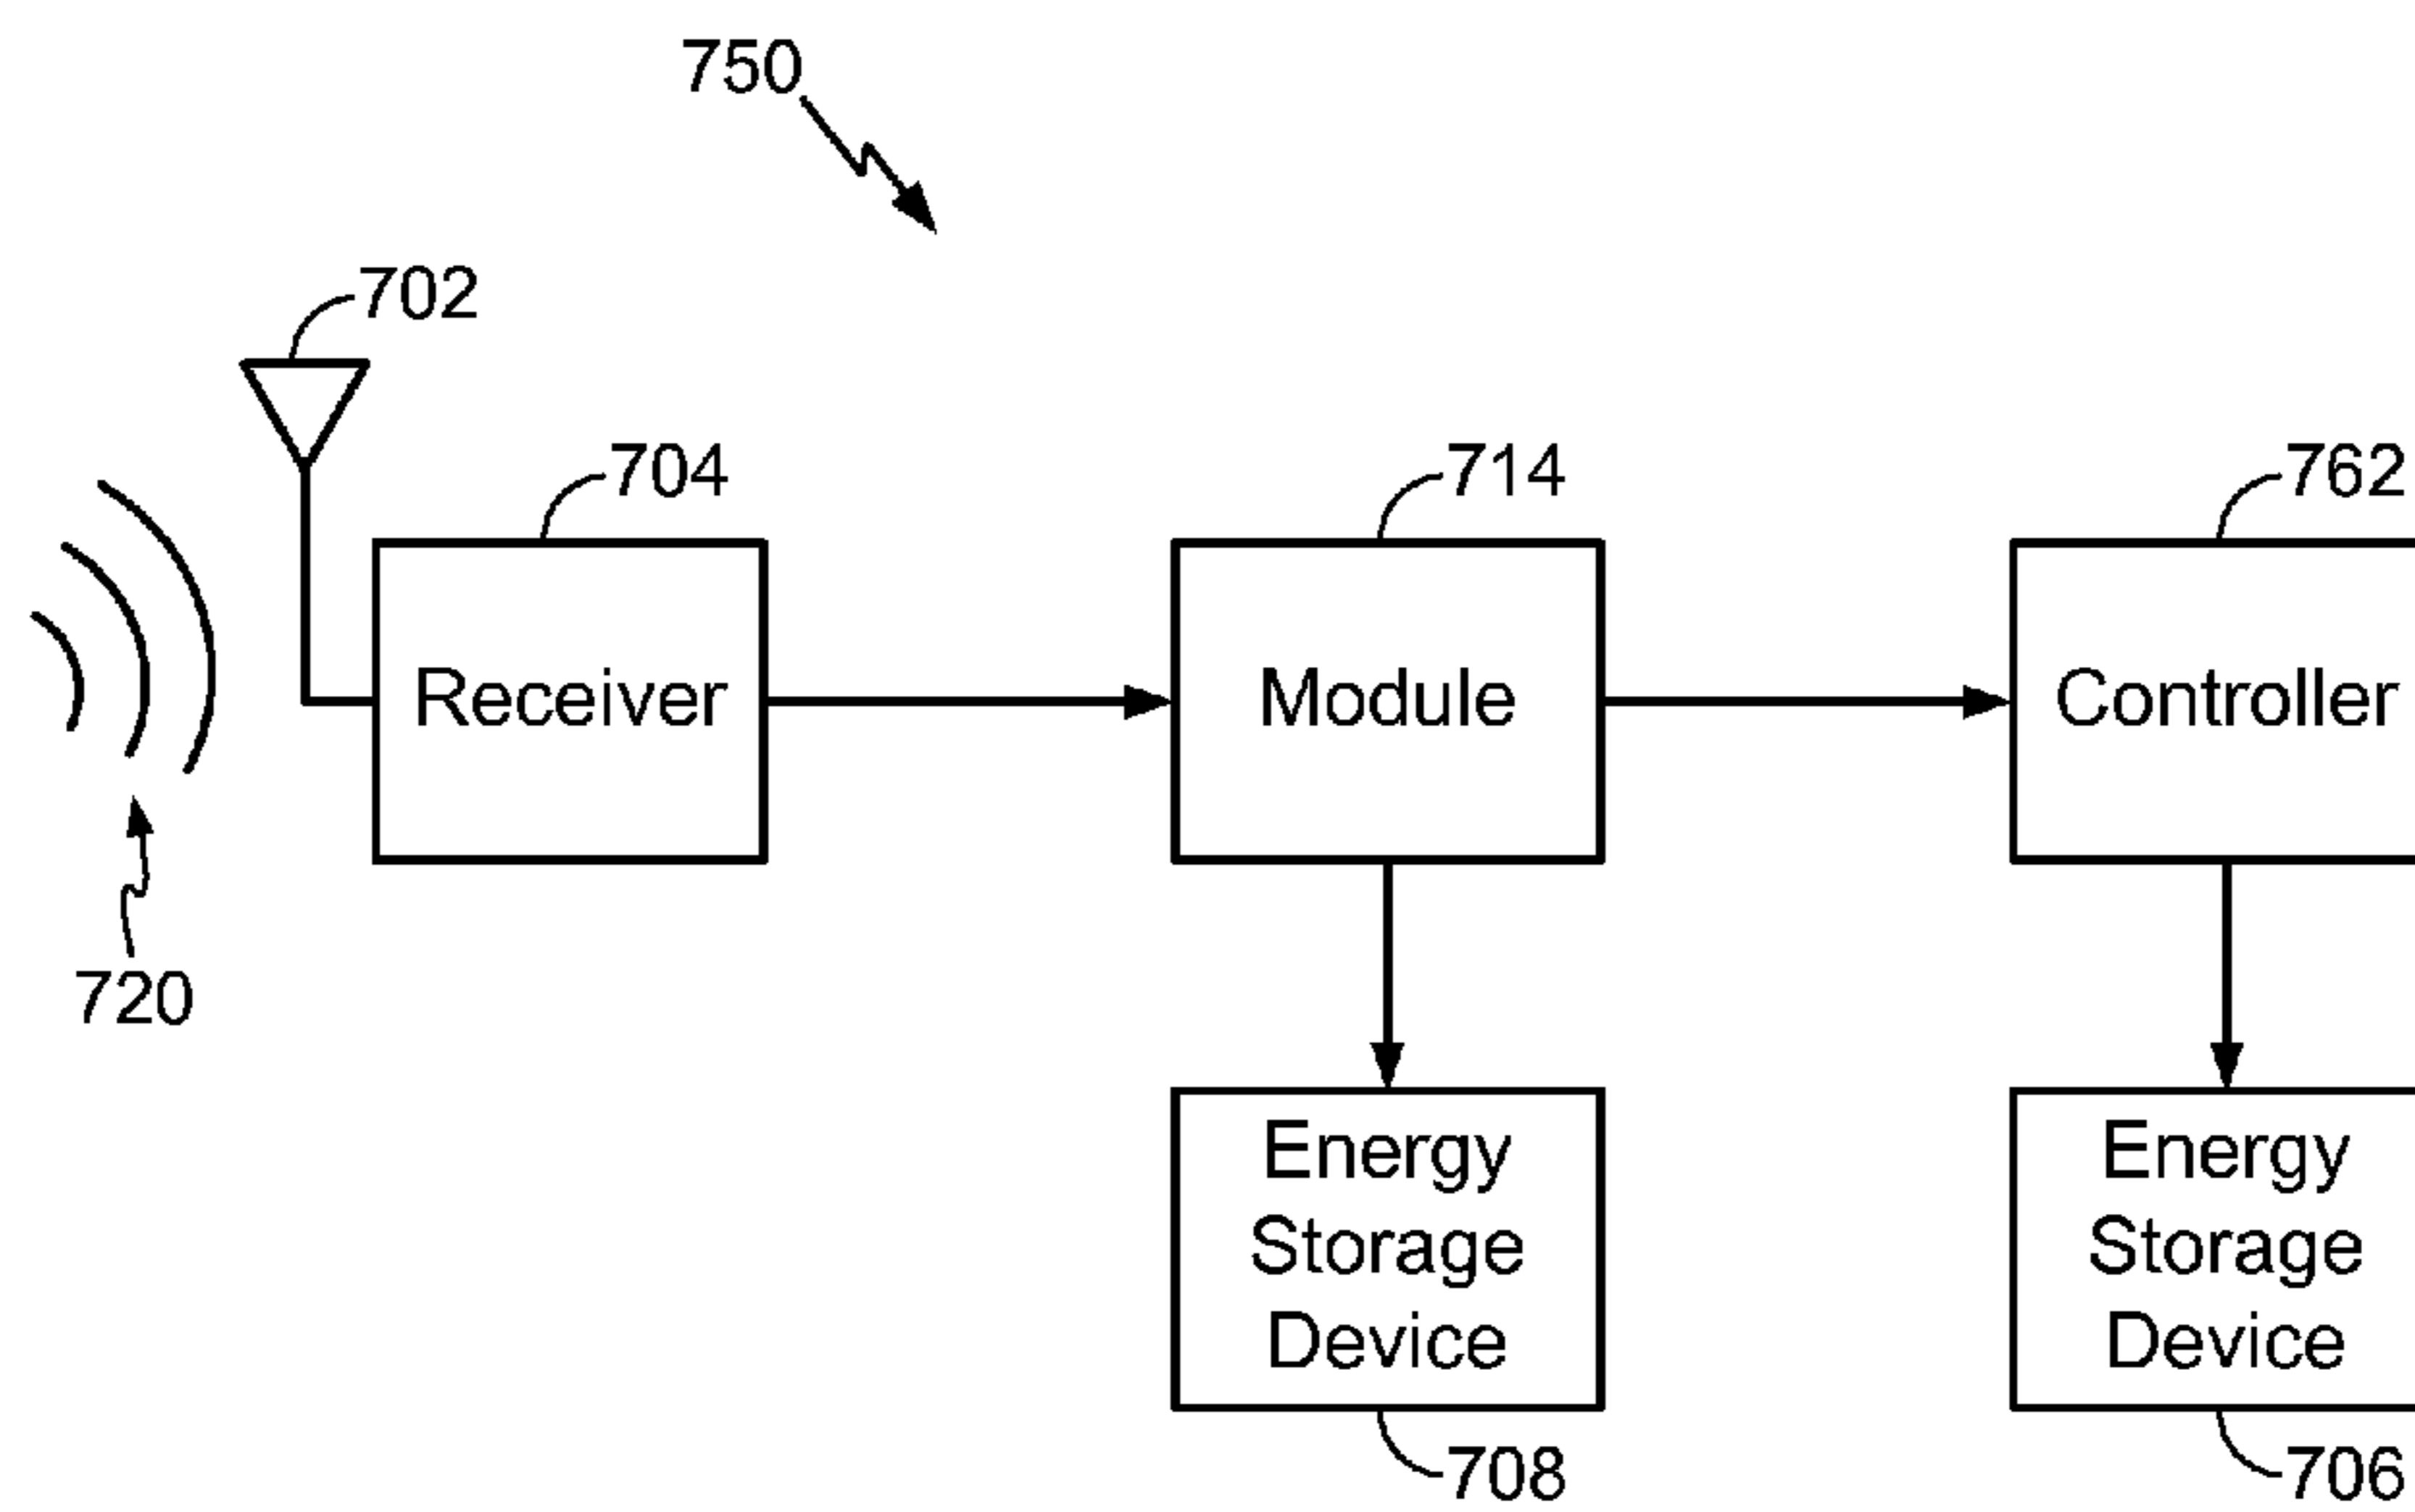 750
702
704
714
762
Receiver
Module
Controller
720
Energy
Storage
Device
Energy
Storage
Device
708
706